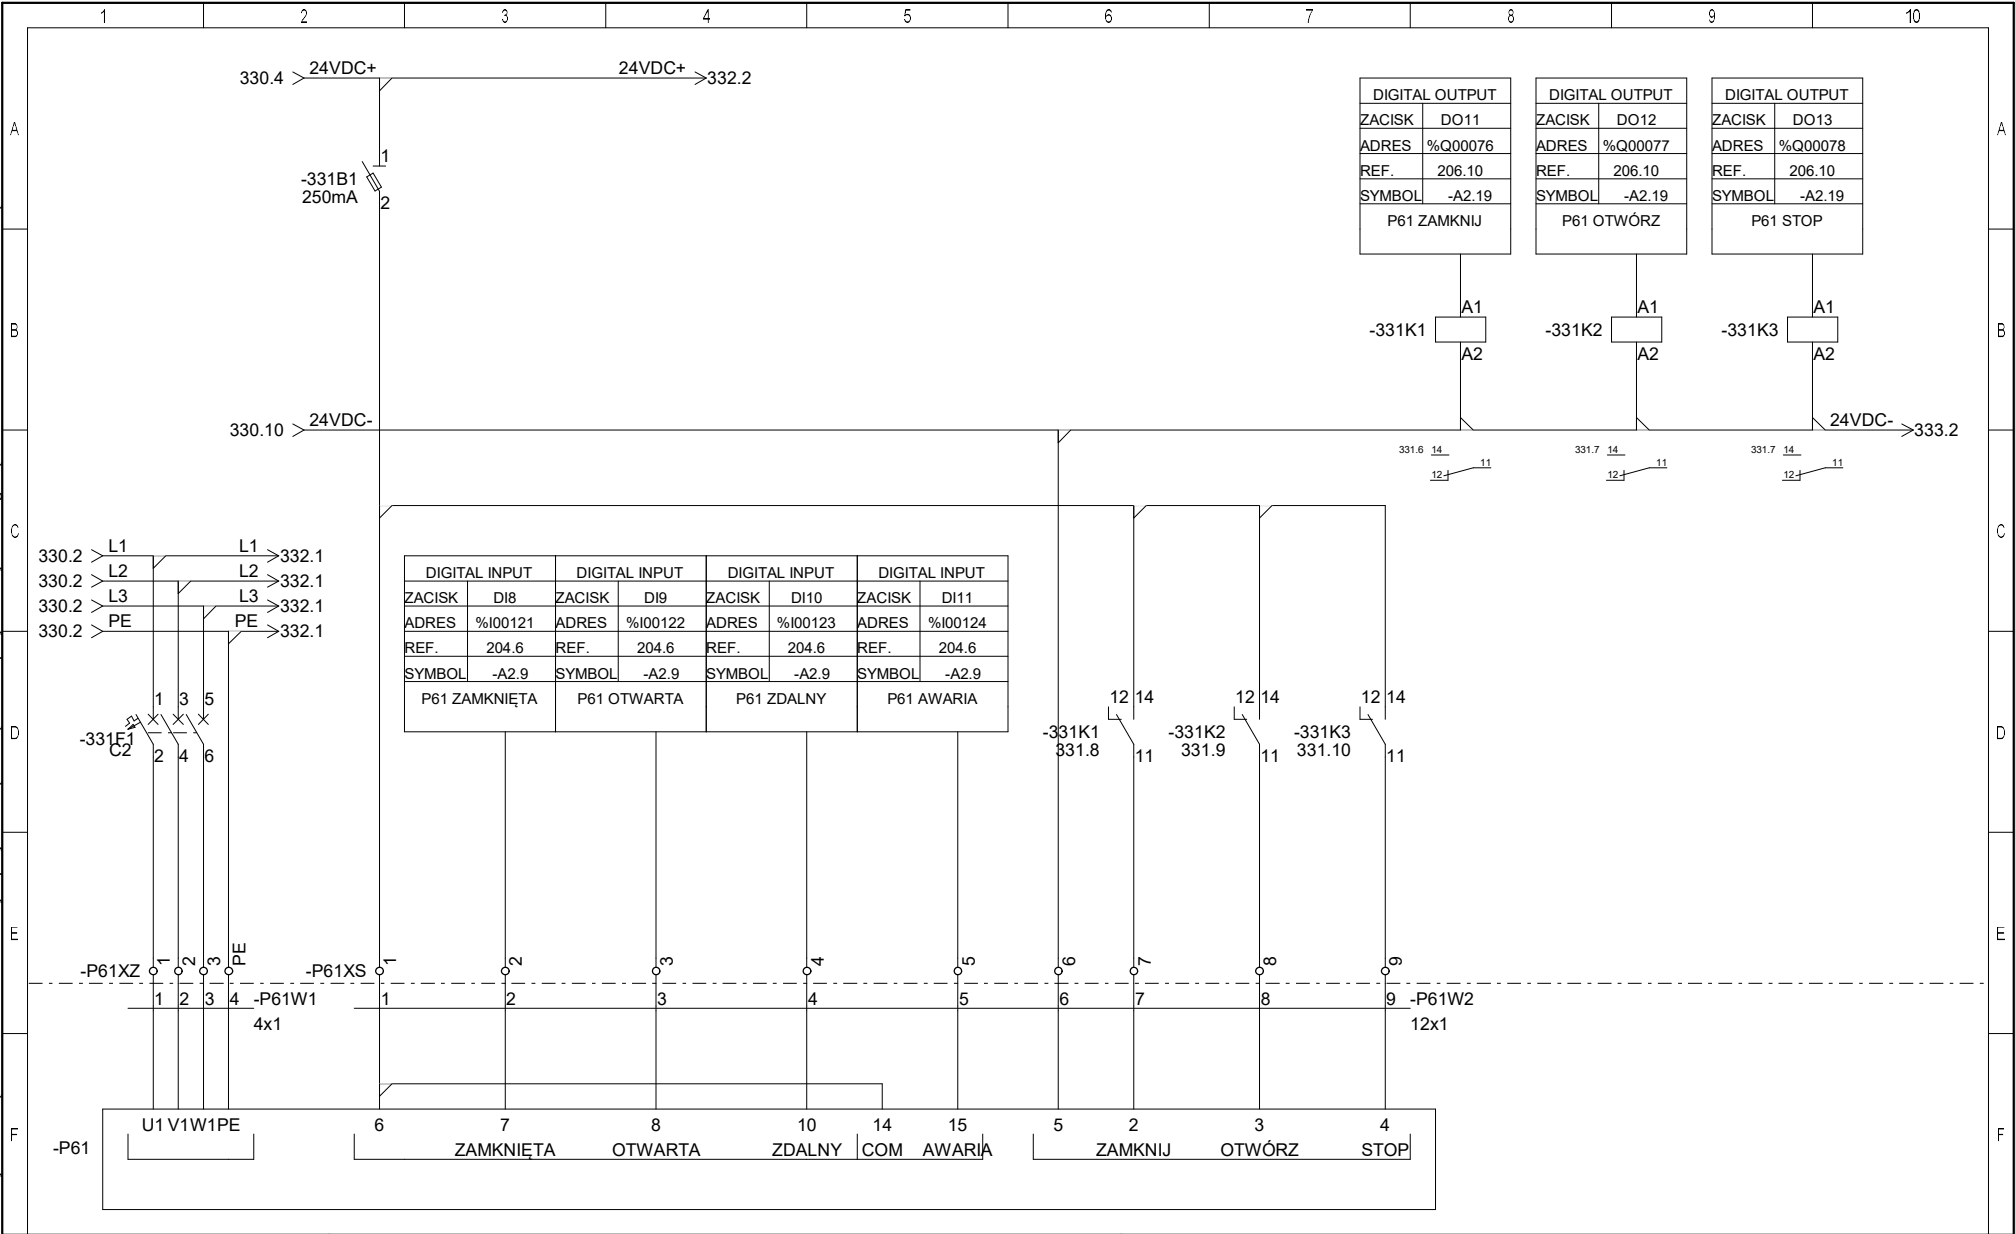 1 2 3 4 5 6 7 8 9 10
24VDC+ 24VDC+
330.4 332.2
DIGITAL OUTPUT DIGITAL OUTPUT DIGITAL OUTPUT
A ZACISK DO11 ZACISK DO12 ZACISK DO13 A
ADRES %Q00076 ADRES %Q00077 ADRES %Q00078
REF. 206.10 REF. 206.10 REF. 206.10
SYMBOL -A2.19 SYMBOL -A2.19 SYMBOL -A2.19
P61 ZAMKNIJ P61 OTWÓRZ P61 STOP
1
-331B1
250mA
2
A1 A1 A1
B -331K1 -331K2 -331K3 B
A2 A2 A2
24VDC- 24VDC-
330.10 333.2
331.6 14 331.7 14 331.7 14
12 11 12 11 12 11
C C
330.2 L1 L1 332.1
330.2 L2 L2 332.1
330.2 L3 L3 332.1
330.2 PE PE 332.1
DIGITAL INPUT DIGITAL INPUT DIGITAL INPUT DIGITAL INPUT
ZACISK DI8 ZACISK DI9 ZACISK DI10 ZACISK DI11
ADRES %I00121 ADRES %I00122 ADRES %I00123 ADRES %I00124
REF. 204.6 REF. 204.6 REF. 204.6 REF. 204.6
SYMBOL -A2.9 SYMBOL -A2.9 SYMBOL -A2.9 SYMBOL -A2.9
P61 ZAMKNIĘTA P61 OTWARTA P61 ZDALNY P61 AWARIA
1 3 5 12 14 12 14 12 14
D -331F1 -331K1 -331K2 -331K3 D
C2 331.8 331.9 331.10
2 4 6 11 11 11
E E
-P61XZ 1 2 3 PE -P61XS 1 2 3 4 5 6 7 8 9
1 2 3 4 -P61W1 1 2 3 4 5 6 7 8 9 -P61W2
4x1 12x1
F U1 V1 W1 PE 6 7 8 10 14 15 5 2 3 4 F
-P61 ZAMKNIĘTA OTWARTA ZDALNY COM AWARIA ZAMKNIJ OTWÓRZ STOP